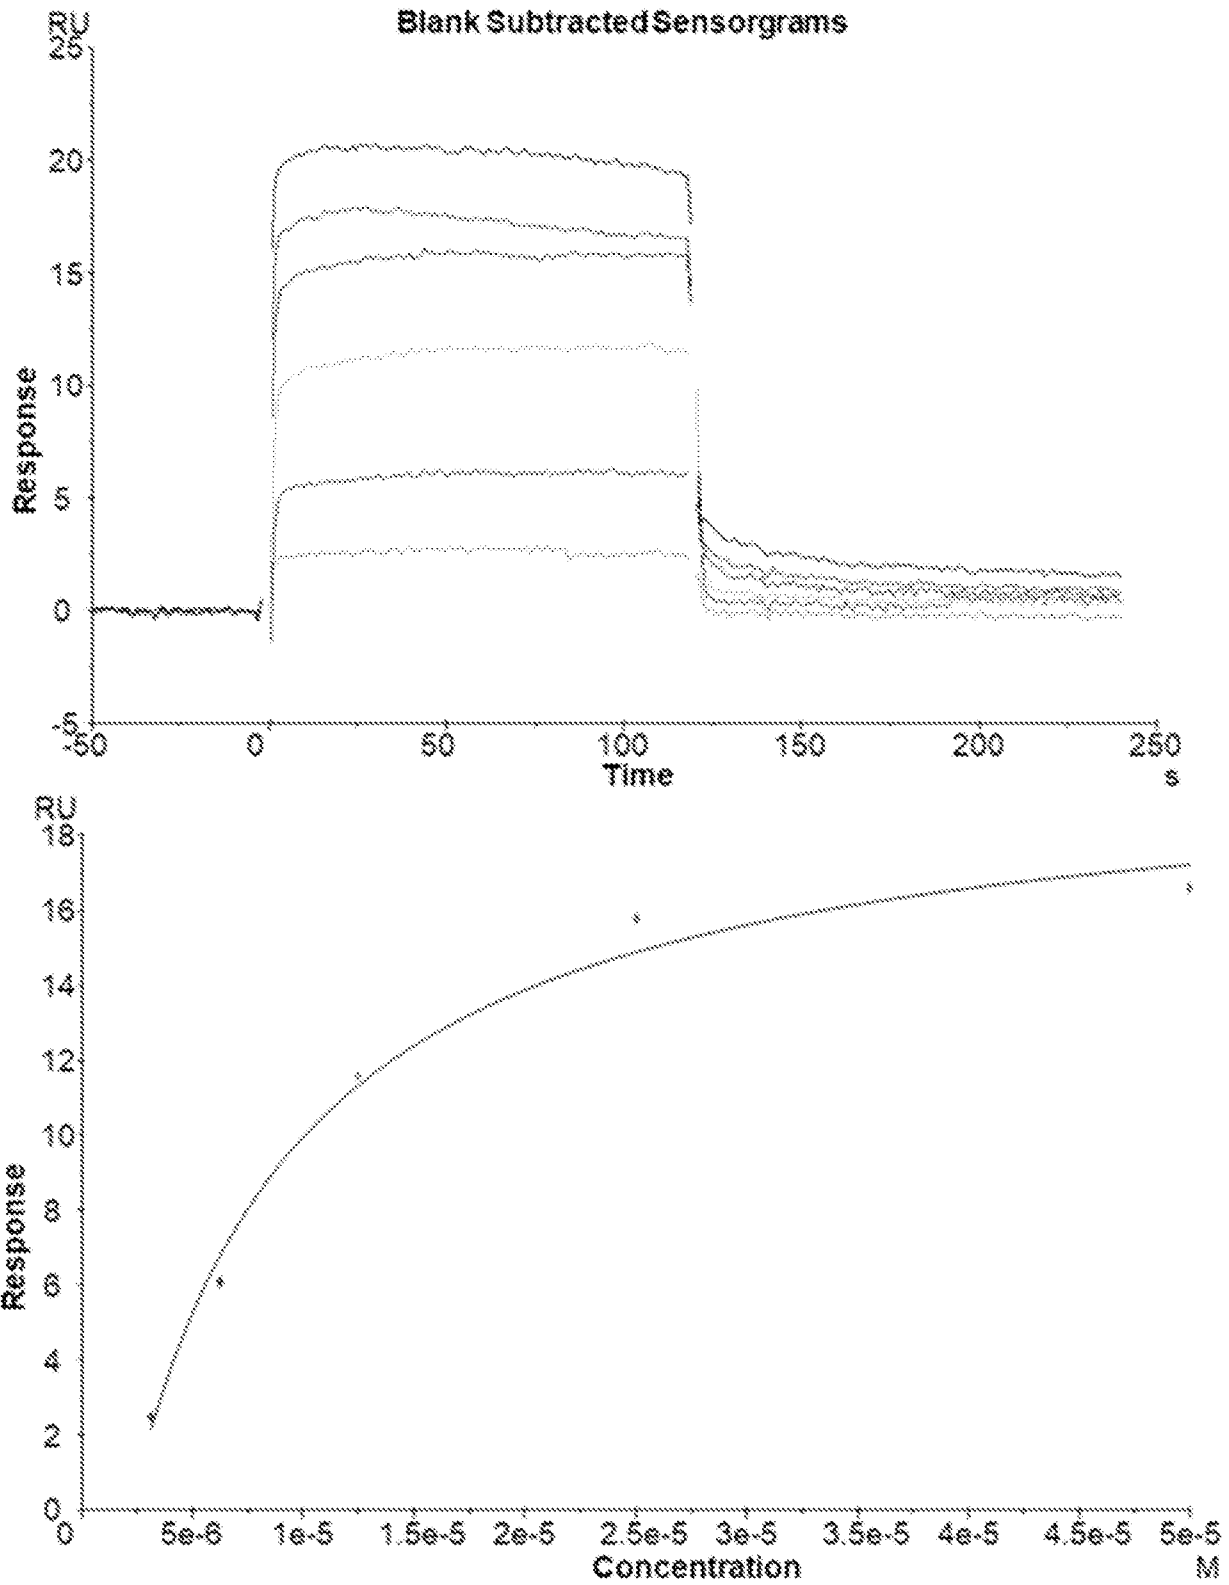 Blank Subtracted Sensorgrams
RU
25
20
15
10
5
0
-5
Response
-50 0 50 100 150 200 250
Time
s
RU
18
16
14
12
10
8
6
4
2
0
Response
0 5e-6 1e-5 1.5e-5 2e-5 2.5e-5 3e-5 3.5e-5 4e-5 4.5e-5 5e-5
Concentration
M